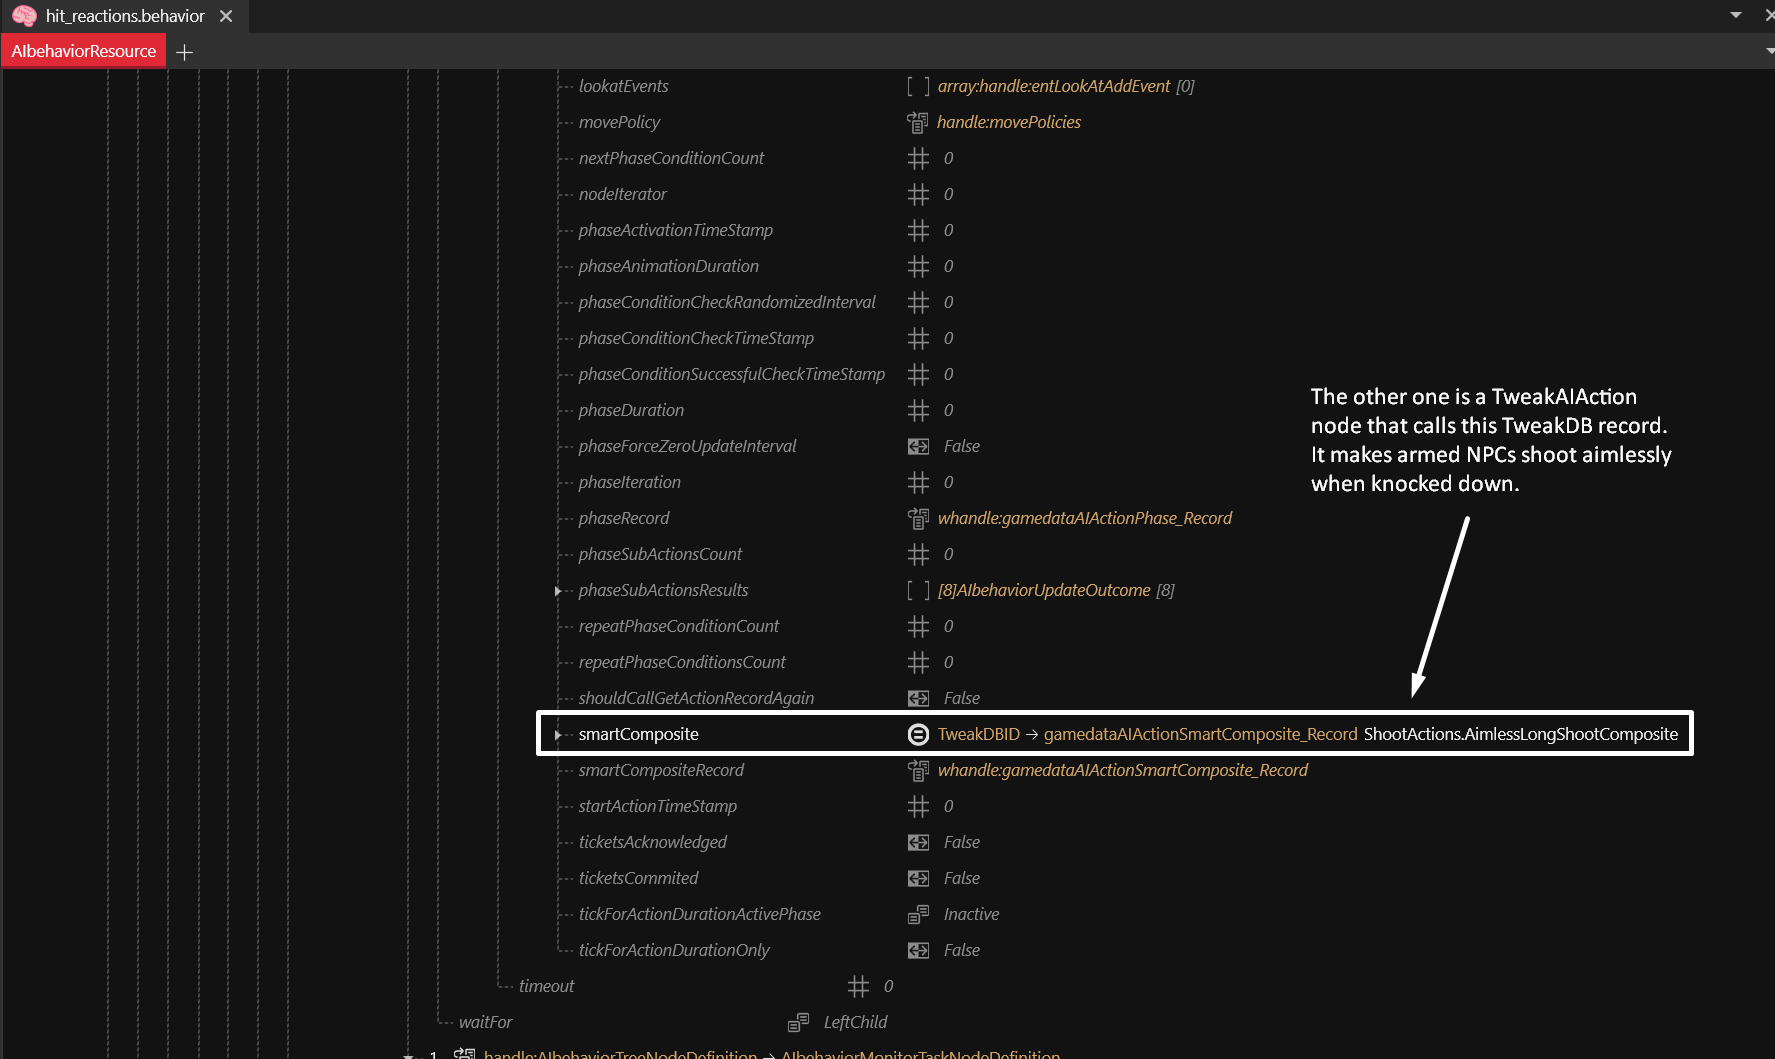 hit_reactions.behavior
AIbehaviorResource
lookatEvents [ ] array:handle:entLookAtAddEvent [0]
movePolicy handle:movePolicies
nextPhaseConditionCount 0
nodeIterator 0
phaseActivationTimeStamp 0
phaseAnimationDuration 0
phaseConditionCheckRandomizedInterval 0
phaseConditionCheckTimeStamp 0
phaseConditionSuccessfulCheckTimeStamp 0
phaseDuration 0
phaseForceZeroUpdateInterval False
phaseIteration 0
phaseRecord whandle:gamedataAIActionPhase_Record
phaseSubActionsCount 0
phaseSubActionsResults [ ] [8]AIbehaviorUpdateOutcome [8]
repeatPhaseConditionCount 0
repeatPhaseConditionsCount 0
shouldCallGetActionRecordAgain False
smartComposite TweakDBID → gamedataAIActionSmartComposite_Record ShootActions.AimlessLongShootComposite
smartCompositeRecord whandle:gamedataAIActionSmartComposite_Record
startActionTimeStamp 0
ticketsAcknowledged False
ticketsCommited False
tickForActionDurationActivePhase Inactive
tickForActionDurationOnly False
timeout 0
waitFor LeftChild
1 handle:AIbehaviorTreeNodeDefinition → AIbehaviorMonitorTaskNodeDefinition
The other one is a TweakAIAction
node that calls this TweakDB record.
It makes armed NPCs shoot aimlessly
when knocked down.